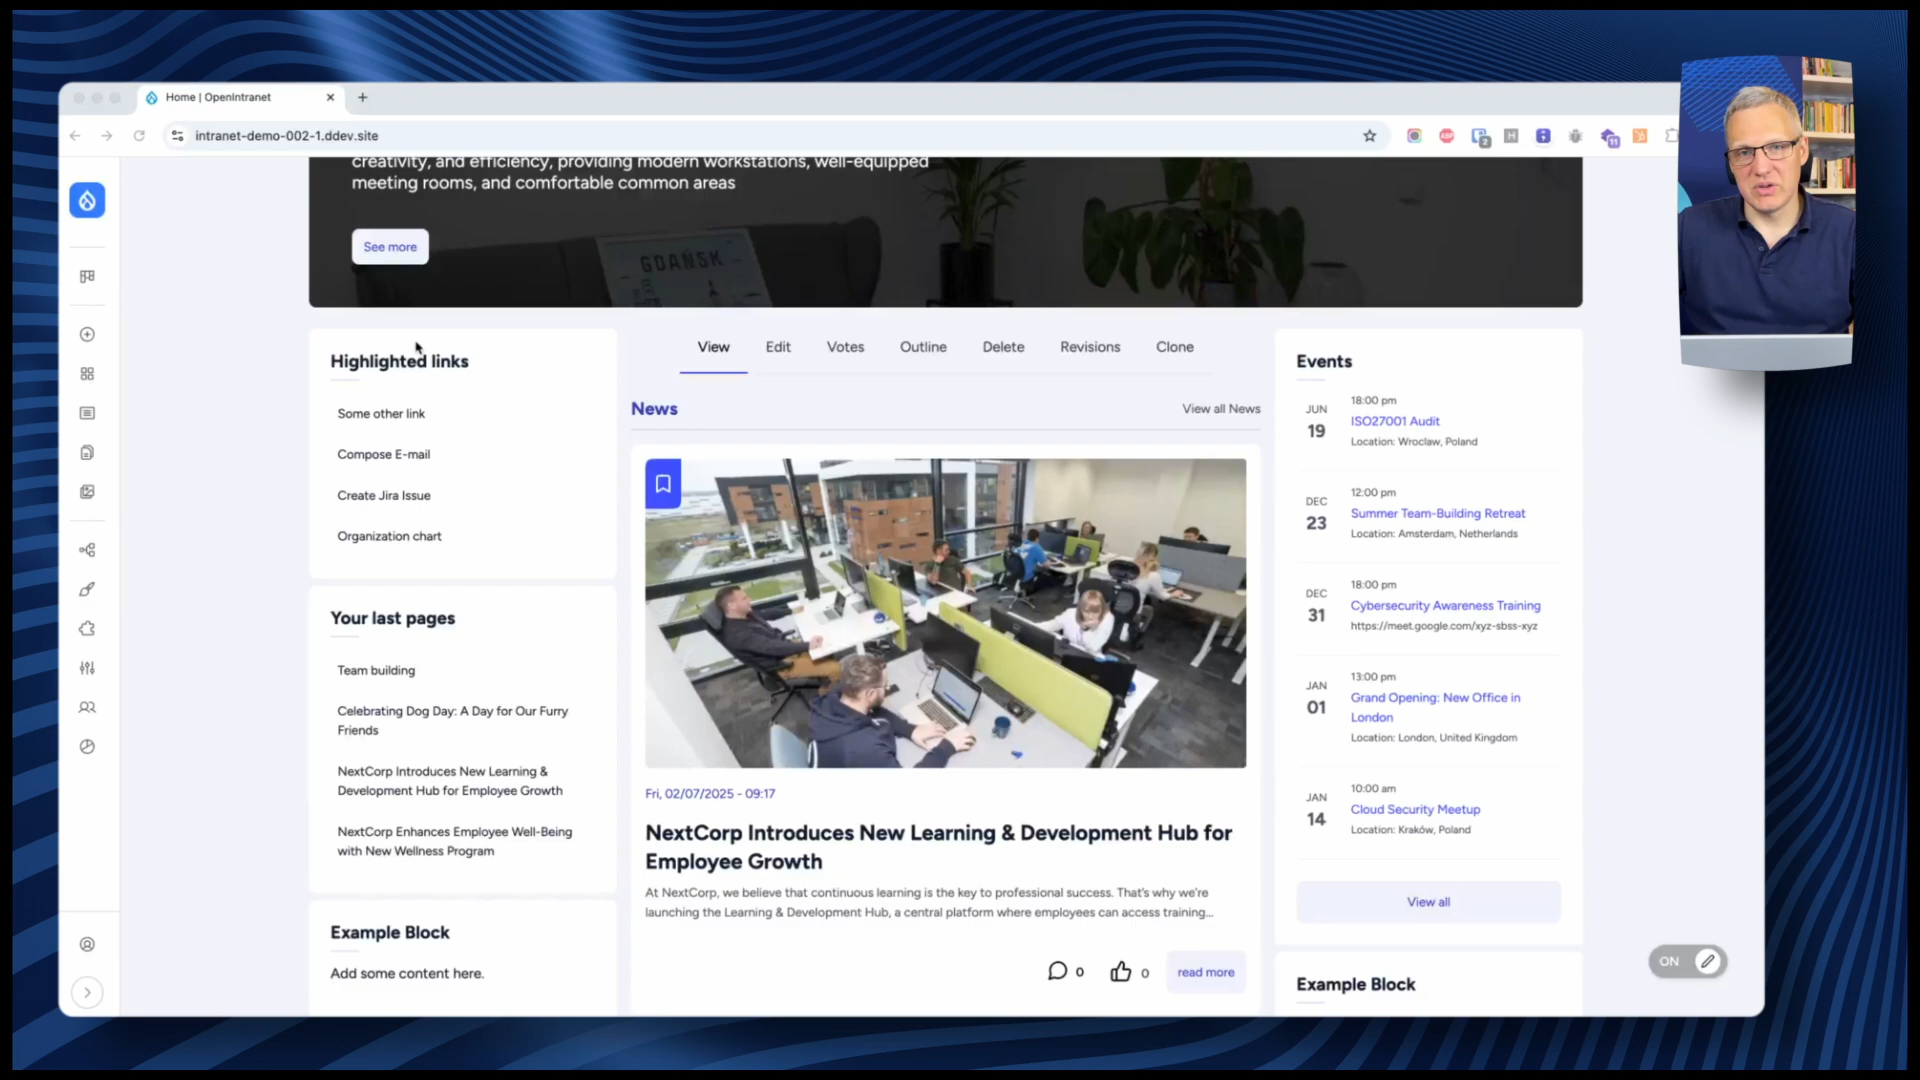 Home | OpenIntranet
intranet-demo-002-1.ddev.site
2
11
creativity, and efficiency, providing modern workstations, well-equipped
meeting rooms, and comfortable common areas
See more
GDAŃSK
Highlighted links
Some other link
Compose E-mail
Create Jira Issue
Organization chart
Your last pages
Team building
Celebrating Dog Day: A Day for Our Furry
Friends
NextCorp Introduces New Learning &
Development Hub for Employee Growth
NextCorp Enhances Employee Well-Being
with New Wellness Program
Example Block
Add some content here.
View Edit Votes Outline Delete Revisions Clone
News
View all News
Fri, 02/07/2025 - 09:17
NextCorp Introduces New Learning & Development Hub for
Employee Growth
At NextCorp, we believe that continuous learning is the key to professional success. That's why we're
launching the Learning & Development Hub, a central platform where employees can access training...
0 0 read more
Events
JUN
19
18:00 pm
ISO27001 Audit
Location: Wroclaw, Poland
DEC
23
12:00 pm
Summer Team-Building Retreat
Location: Amsterdam, Netherlands
DEC
31
18:00 pm
Cybersecurity Awareness Training
https://meet.google.com/xyz-sbss-xyz
JAN
01
13:00 pm
Grand Opening: New Office in
London
Location: London, United Kingdom
JAN
14
10:00 am
Cloud Security Meetup
Location: Kraków, Poland
View all
Example Block
ON